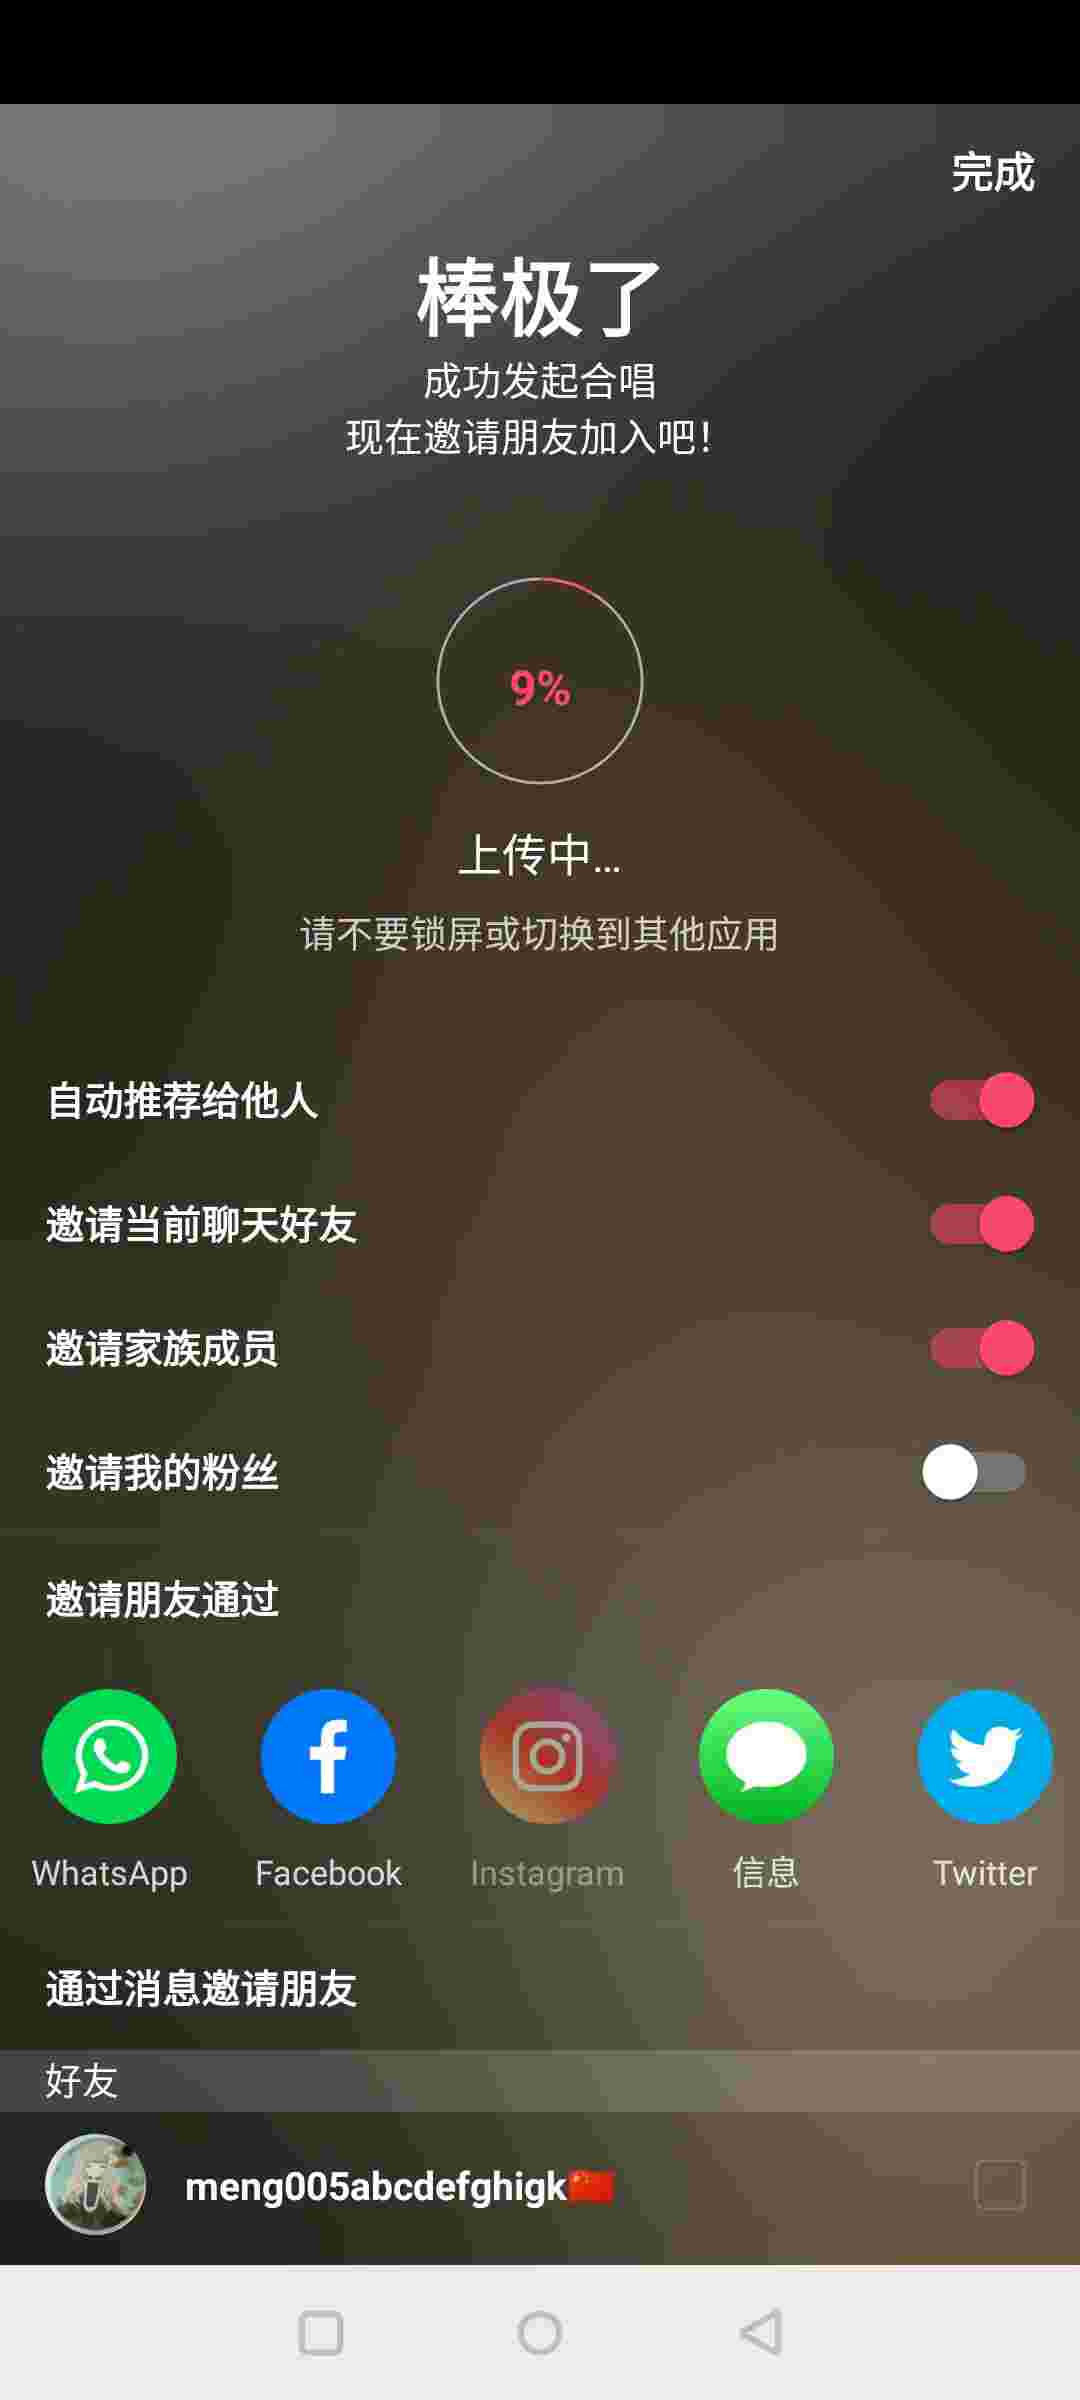 完成
棒极了
成功发起合唱
现在邀请朋友加入吧!
9%
上传中...
请不要锁屏或切换到其他应用
自动推荐给他人
邀请当前聊天好友
邀请家族成员
邀请我的粉丝
邀请朋友通过
WhatsApp Facebook Instagram 信息 Twitter
通过消息邀请朋友
好友
meng005abcdefghigk🇨🇳